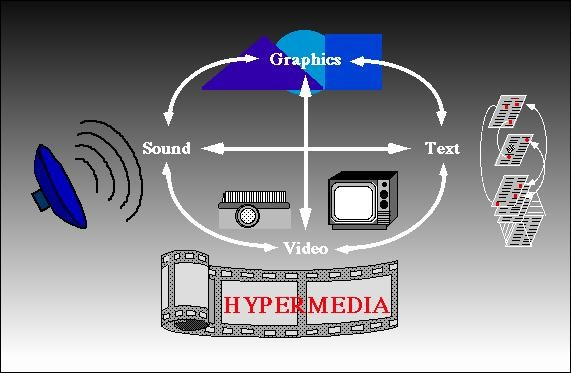 Graphics
Sound
Text
Video
HYPERMEDIA